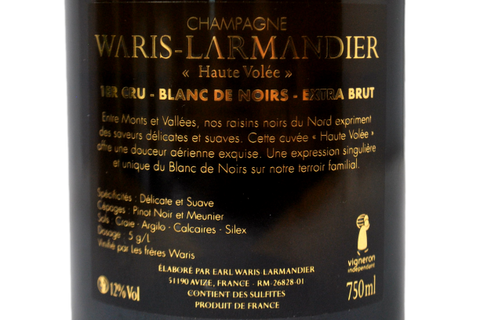 CHAMPAGNE
WARIS-LARMANDIER
« Haute Volée »
1ER CRU - BLANC DE NOIRS - EXTRA BRUT
Entre Monts et Vallées, nos raisins noirs du Nord expriment
des saveurs délicates et suaves. Cette cuvée « Haute Volée »
offre une douceur aérienne exquise. Une expression singulière
et unique du Blanc de Noirs sur notre terroir familial.
Spécificités : Délicate et Suave
Cépages : Pinot Noir et Meunier
Sols : Craie - Argilo - Calcaires - Silex
Dosage : 5 g/L
Vinifié par Les frères Waris
vigneron
indépendant
ÉLABORÉ PAR EARL WARIS-LARMANDIER
51190 AVIZE, FRANCE - RM-26828-01
CONTIENT DES SULFITES
PRODUIT DE FRANCE
12%Vol
750ml